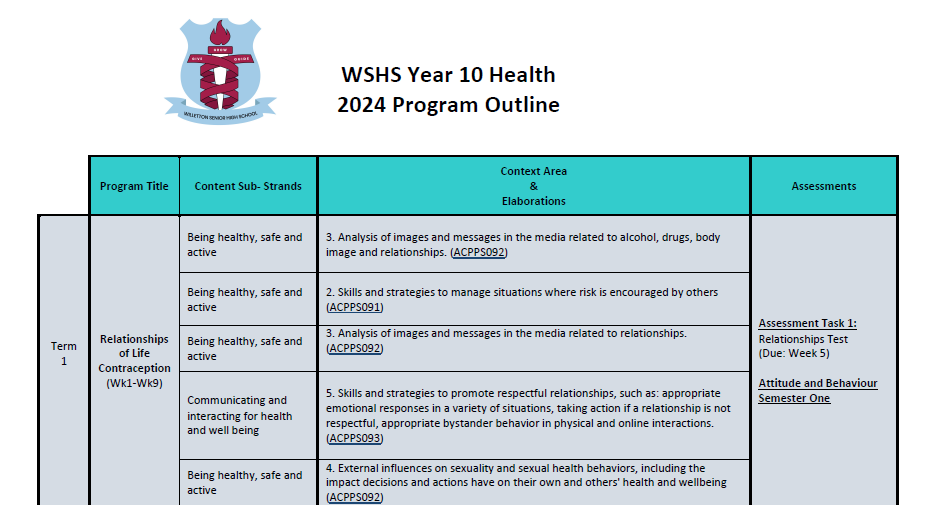 KNOW
GIVE GUIDE
WILLETTON SENIOR HIGH SCHOOL
WSHS Year 10 Health
2024 Program Outline
Program Title
Content Sub- Strands
Context Area
&
Elaborations
Assessments
Term
1
Relationships
of Life
Contraception
(Wk1-Wk9)
Being healthy, safe and
active
3. Analysis of images and messages in the media related to alcohol, drugs, body
image and relationships. (ACPPS092)
Being healthy, safe and
active
2. Skills and strategies to manage situations where risk is encouraged by others
(ACPPS091)
Being healthy, safe and
active
3. Analysis of images and messages in the media related to relationships.
(ACPPS092)
Communicating and
interacting for health
and well being
5. Skills and strategies to promote respectful relationships, such as: appropriate
emotional responses in a variety of situations, taking action if a relationship is not
respectful, appropriate bystander behavior in physical and online interactions.
(ACPPS093)
Being healthy, safe and
active
4. External influences on sexuality and sexual health behaviors, including the
impact decisions and actions have on their own and others' health and wellbeing
(ACPPS092)
Assessment Task 1:
Relationships Test
(Due: Week 5)
Attitude and Behaviour
Semester One